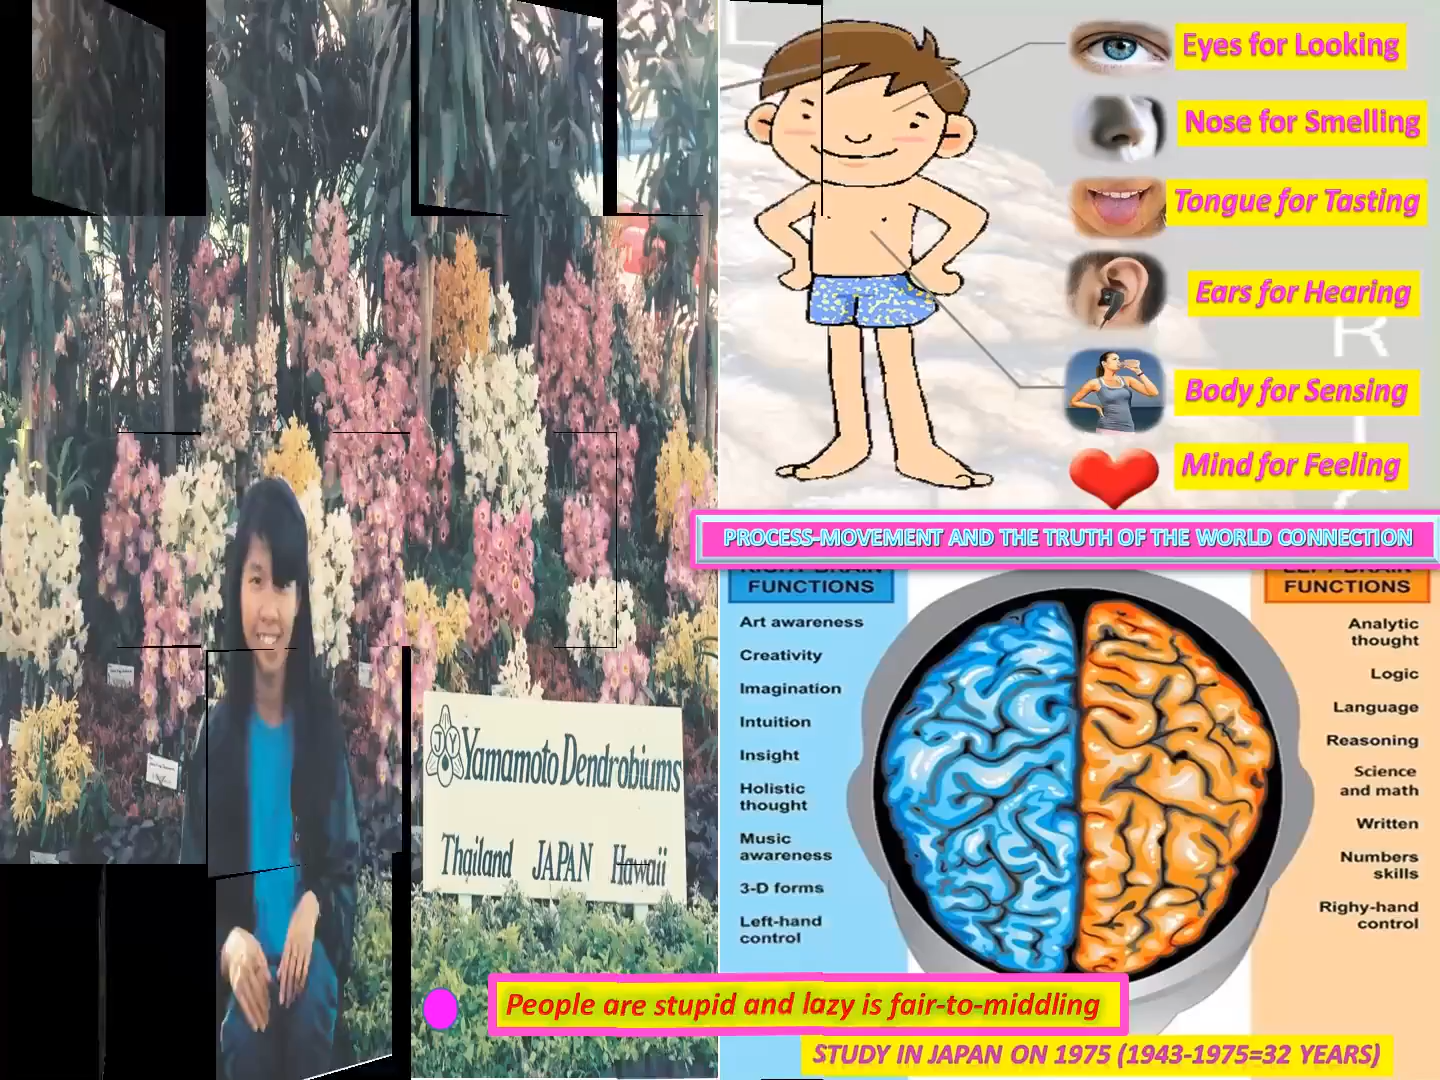 Eyes for Looking
Nose for Smelling
Tongue for Tasting
Ears for Hearing
Body for Sensing
Mind for Feeling
PROCESS-MOVEMENT AND THE TRUTH OF THE WORLD CONNECTION
JY
Yamamoto Dendrobiums
Thailand JAPAN Hawaii
FUNCTIONS
Art awareness
Creativity
Imagination
Intuition
Insight
Holistic
thought
Music
awareness
3-D forms
Left-hand
control
FUNCTIONS
Analytic
thought
Logic
Language
Reasoning
Science
and math
Written
Numbers
skills
Righy-hand
control
People are stupid and lazy is fair-to-middling
STUDY IN JAPAN ON 1975 (1943-1975=32 YEARS)